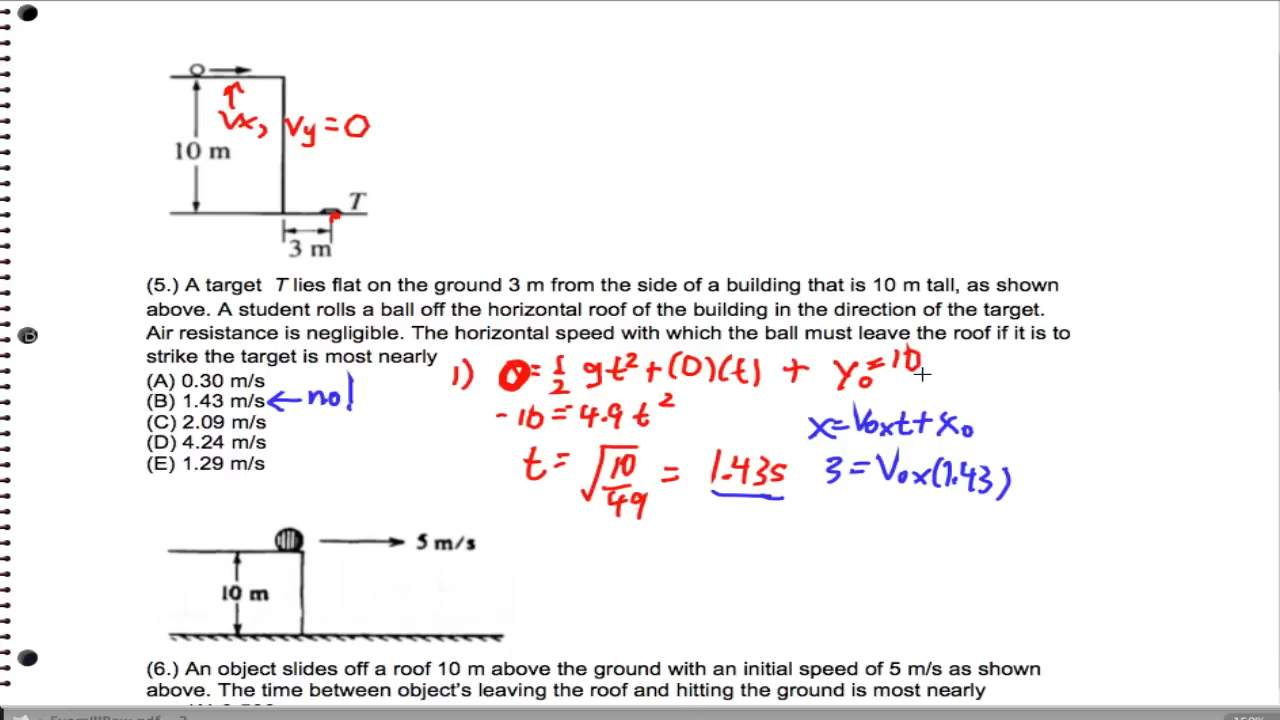 Vx, Vy = 0
10 m
T
3 m
(5.) A target T lies flat on the ground 3 m from the side of a building that is 10 m tall, as shown
above. A student rolls a ball off the horizontal roof of the building in the direction of the target.
Air resistance is negligible. The horizontal speed with which the ball must leave the roof if it is to
strike the target is most nearly
1) 0 = 1/2 gt² + (0)(t) + y₀ = 10
(A) 0.30 m/s
(B) 1.43 m/s ← no!
-10 = 4.9 t²
(C) 2.09 m/s
x = V₀xt + x₀
(D) 4.24 m/s
(E) 1.29 m/s
t = √10/49 = 1.43s
3 = V₀x(1.43)
5 m/s
10 m
(6.) An object slides off a roof 10 m above the ground with an initial speed of 5 m/s as shown
above. The time between object's leaving the roof and hitting the ground is most nearly